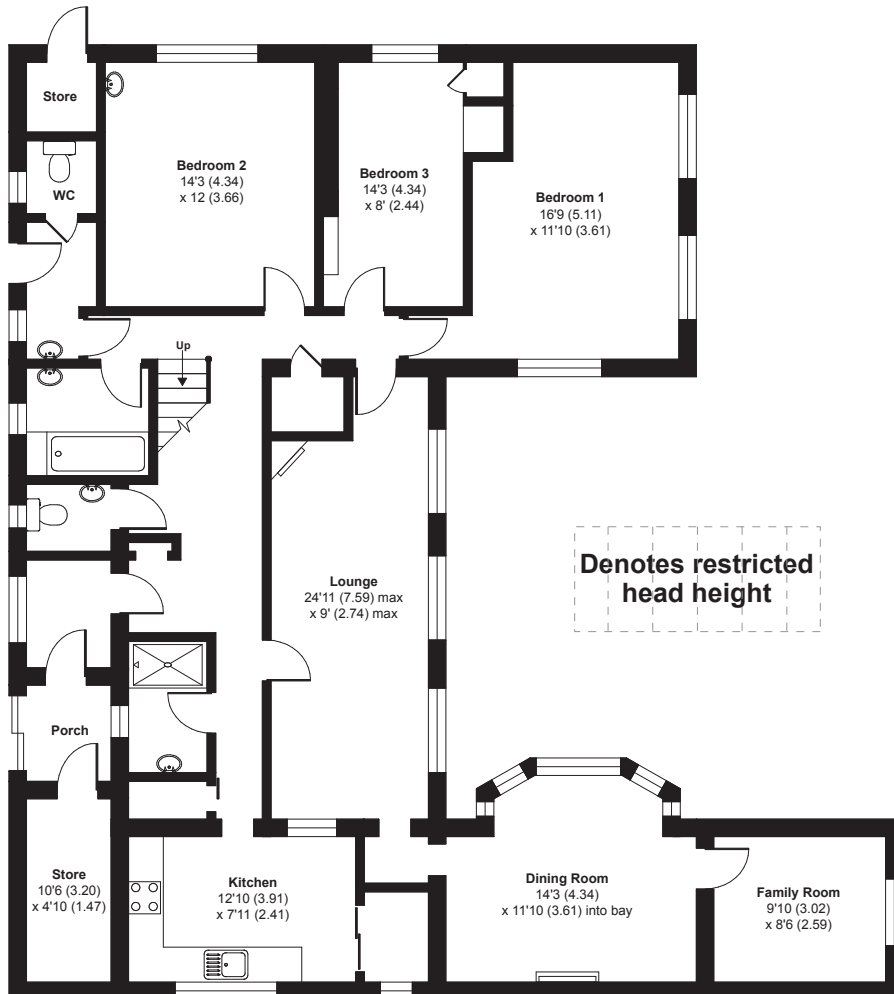 Store
WC
Bedroom 2
14'3 (4.34)
x 12 (3.66)
Bedroom 3
14'3 (4.34)
x 8' (2.44)
Bedroom 1
16'9 (5.11)
x 11'10 (3.61)
Up
Lounge
24'11 (7.59) max
x 9' (2.74) max
Denotes restricted
head height
Porch
Store
10'6 (3.20)
x 4'10 (1.47)
Kitchen
12'10 (3.91)
x 7'11 (2.41)
Dining Room
14'3 (4.34)
x 11'10 (3.61) into bay
Family Room
9'10 (3.02)
x 8'6 (2.59)